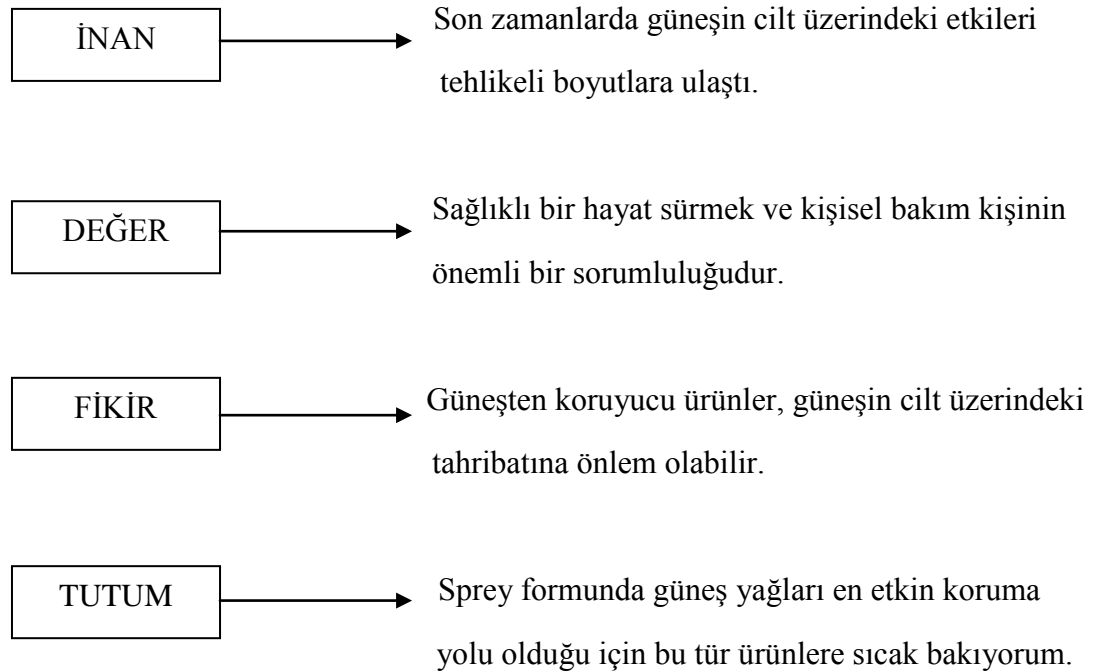 İNAN
Son zamanlarda güneşin cilt üzerindeki etkileri
tehlikeli boyutlara ulaştı.
DEĞER
Sağlıklı bir hayat sürmek ve kişisel bakım kişinin
önemli bir sorumluluğudur.
FİKİR
Güneşten koruyucu ürünler, güneşin cilt üzerindeki
tahribatına önlem olabilir.
TUTUM
Sprey formunda güneş yağları en etkin koruma
yolu olduğu için bu tür ürünlere sıcak bakıyorum.